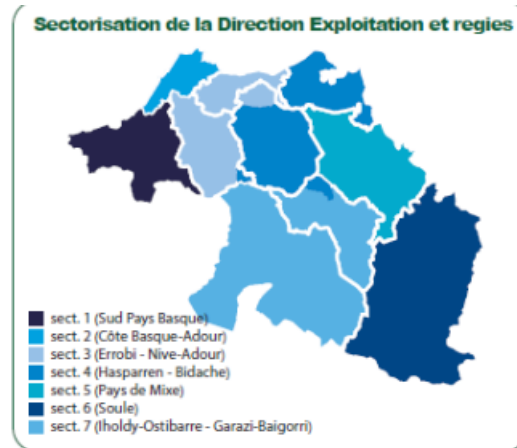 Sectorisation de la Direction Exploitation et regies
sect. 1 (Sud Pays Basque)
sect. 2 (Côte Basque-Adour)
sect. 3 (Errobi - Nive-Adour)
sect. 4 (Hasparren - Bidache)
sect. 5 (Pays de Mixe)
sect. 6 (Soule)
sect. 7 (Iholdy-Ostibarre - Garazi-Baigorri)